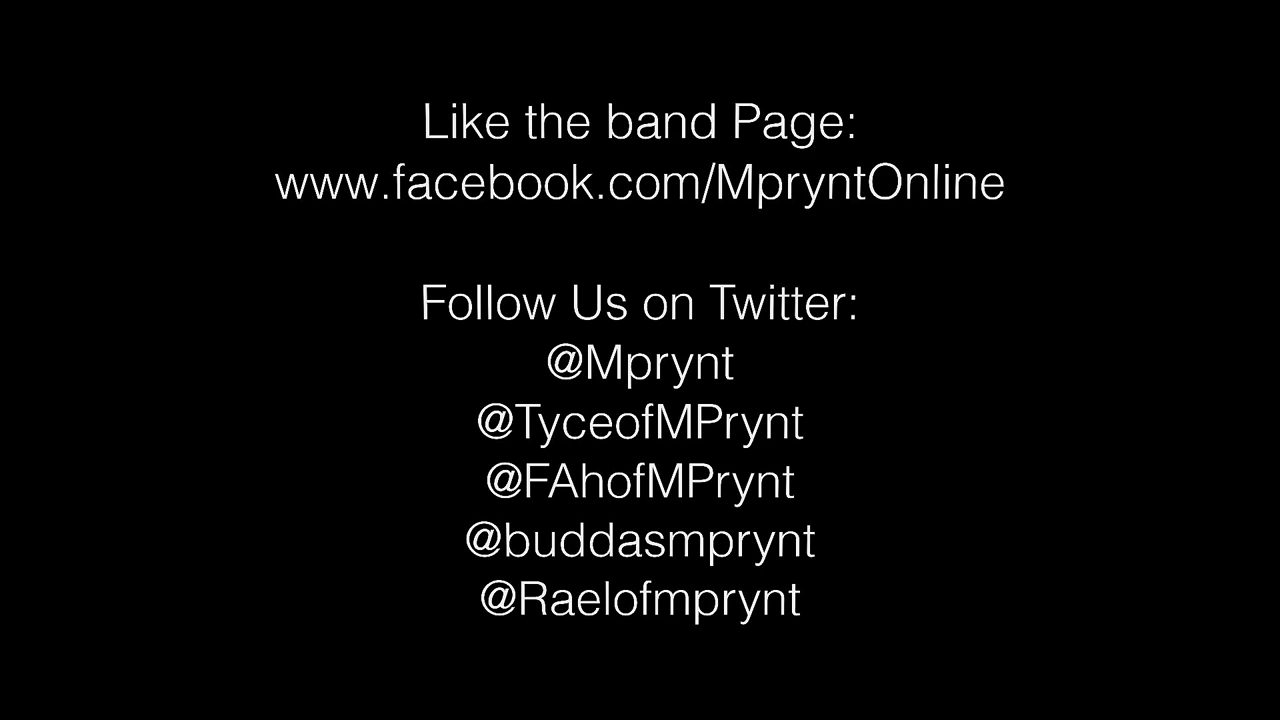 Like the band Page:
www.facebook.com/MpryntOnline
Follow Us on Twitter:
@Mprynt
@TyceofMPrynt
@FAhofMPrynt
@buddasmprynt
@Raelofmprynt